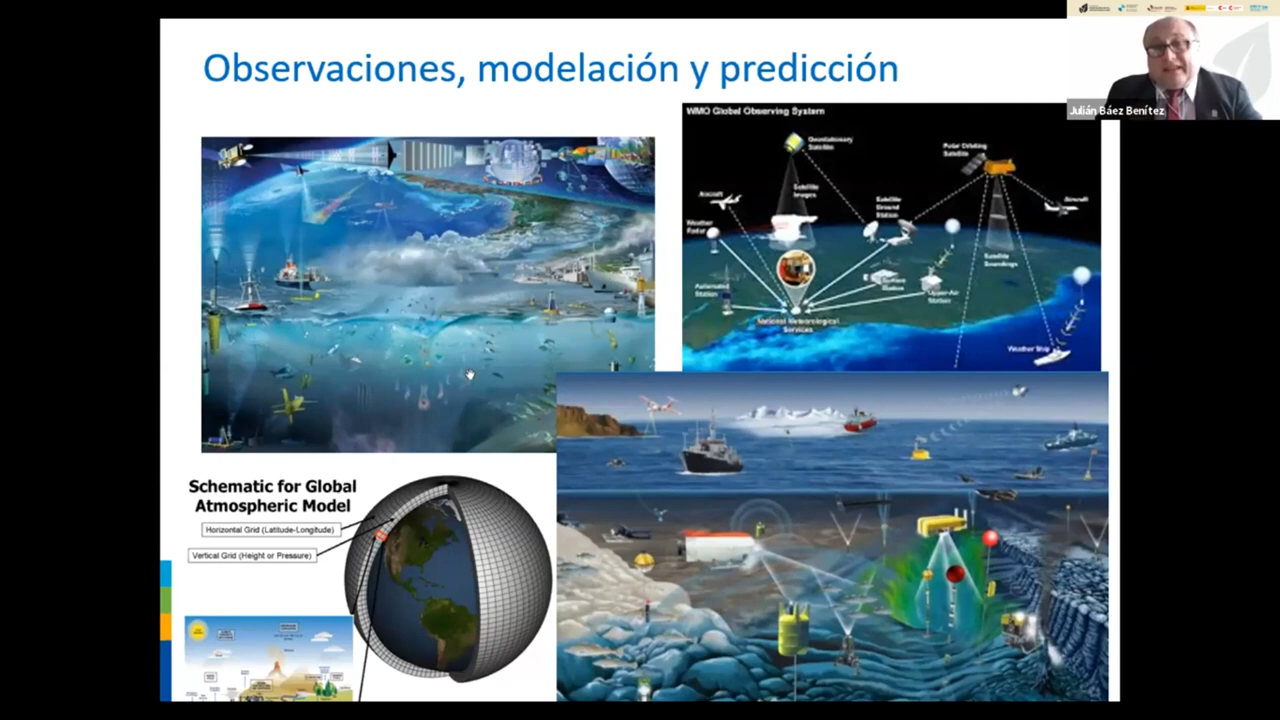 Observaciones, modelación y predicción
Julián Báez Benítez
WMO Global Observing System
Geostationary
Satellite
Polar Orbiting
Satellite
Aircraft
Satellite
Images
Satellite
Ground
Station
Aircraft
Weather
Radar
Satellite
Soundings
Automated
Station
Surface
Station
Upper-Air
Station
National Meteorological
Services
Weather Ship
Schematic for Global
Atmospheric Model
Horizontal Grid (Latitude-Longitude)
Vertical Grid (Height or Pressure)